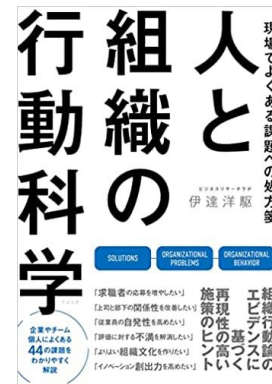 現場でよくある課題への処方箋
人と
組織の
行動科学
ビジネスリサーチラボ
伊達洋駆
SOLUTIONS
ORGANIZATIONAL
PROBLEMS
ORGANIZATIONAL
BEHAVIOR
「求職者の応募を増やしたい」
「上司と部下の関係性を改善したい」
「従業員の自発性を高めたい」
「評価に対する不満を解消したい」
「よりよい組織文化を作りたい」
「イノベーション創出力を高めたい」
組織行動論の
エビデンスに
基づく
再現性の高い
施策のヒント
企業やチーム
個人によくある
44の課題を
わかりやすく
解説